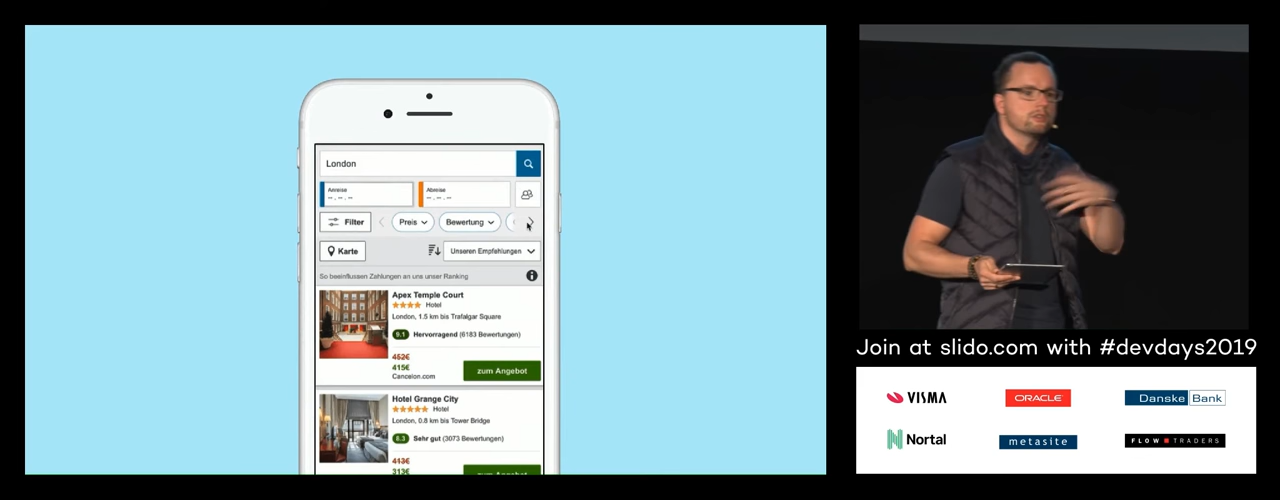 London
Anreise
-- . -- . --
Abreise
-- . -- . --
Filter
Preis
Bewertung
Karte
Unseren Empfehlungen
So beeinflussen Zahlungen an uns unser Ranking
Apex Temple Court
Hotel
London, 1.5 km bis Trafalgar Square
9.1 Hervorragend (6183 Bewertungen)
452€
415€
Cancelon.com
zum Angebot
Hotel Grange City
Hotel
London, 0.8 km bis Tower Bridge
8.3 Sehr gut (3073 Bewertungen)
413€
313€
zum Angebot
Join at slido.com with #devdays2019
VISMA
ORACLE
Danske Bank
Nortal
metasite
FLOW TRADERS